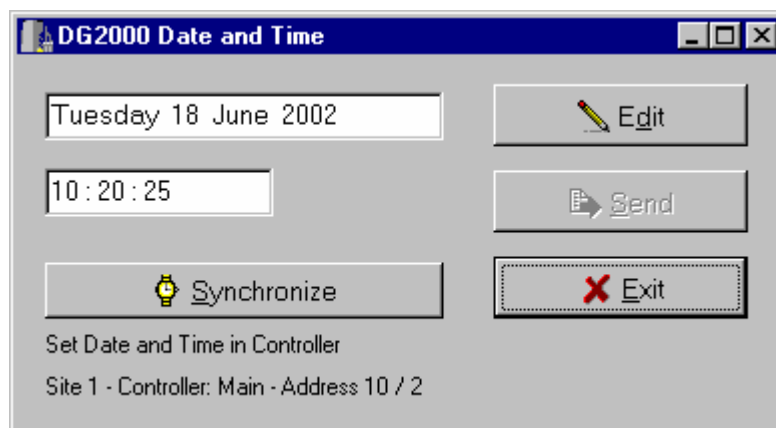 DG2000 Date and Time
Tuesday 18 June 2002
Edit
10 : 20 : 25
Send
Synchronize
Exit
Set Date and Time in Controller
Site 1 - Controller: Main - Address 10 / 2